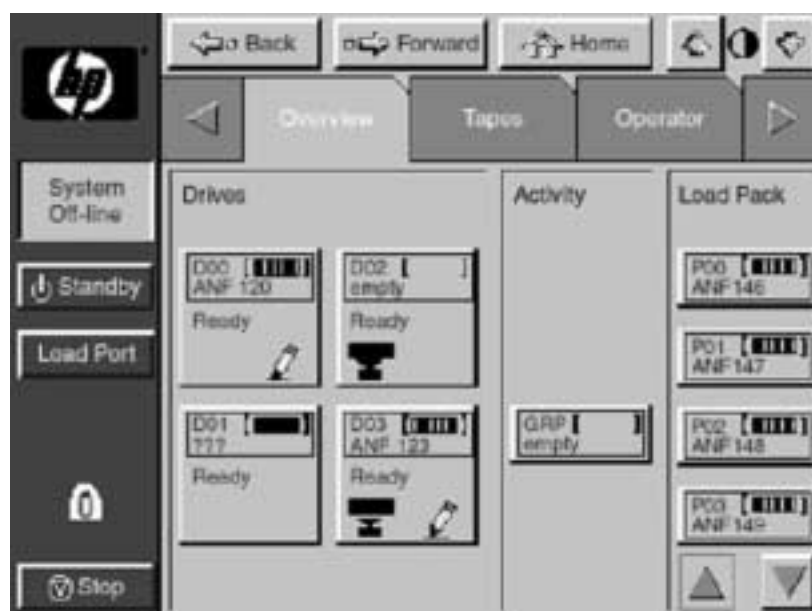 hp
Back
Forward
Home
Overview
Tapes
Operator
System
Off-line
Standby
Load Port
Stop
Drives
D00 [ ]
ANF 120
Ready
D02 [ ]
empty
Ready
D01 [ ]
???
Ready
D03 [ ]
ANF 123
Ready
Activity
GRP [ ]
empty
Load Pack
P00 [ ]
ANF146
P01 [ ]
ANF147
P02 [ ]
ANF148
P03 [ ]
ANF149